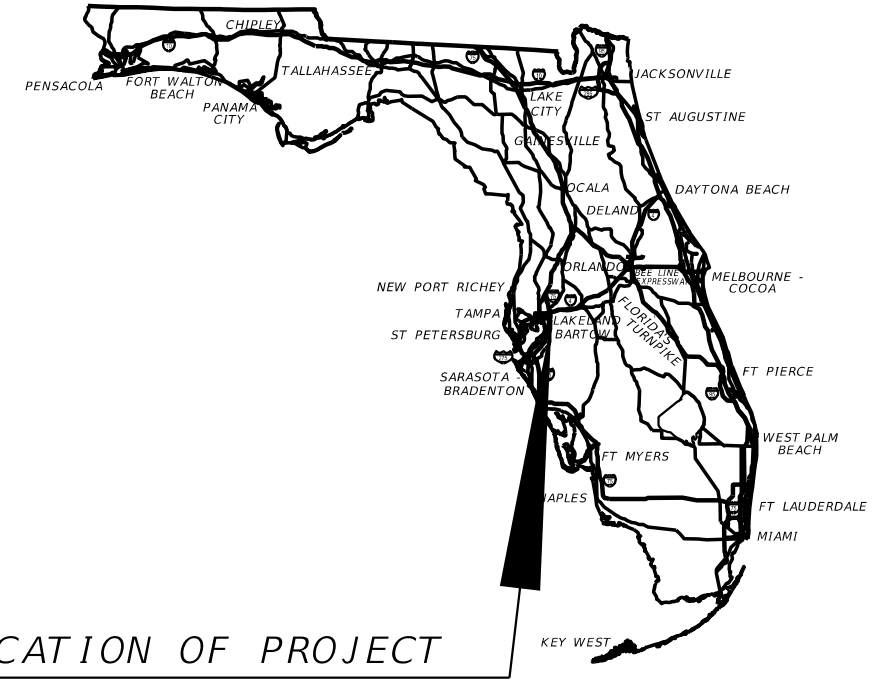 CHIPLEY
TALLAHASSEE
JACKSONVILLE
PENSACOLA
FORT WALTON
BEACH
PANAMA
CITY
LAKE
CITY
ST AUGUSTINE
GAINESVILLE
OCALA
DAYTONA BEACH
DELAND
ORLANDO
BEE LINE
EXPRESSWAY
MELBOURNE -
COCOA
NEW PORT RICHEY
TAMPA
LAKELAND
BARTOW
FLORIDA'S
TURNPIKE
ST PETERSBURG
SARASOTA -
BRADENTON
FT PIERCE
WEST PALM
BEACH
FT MYERS
NAPLES
FT LAUDERDALE
MIAMI
KEY WEST
CATION OF PROJECT